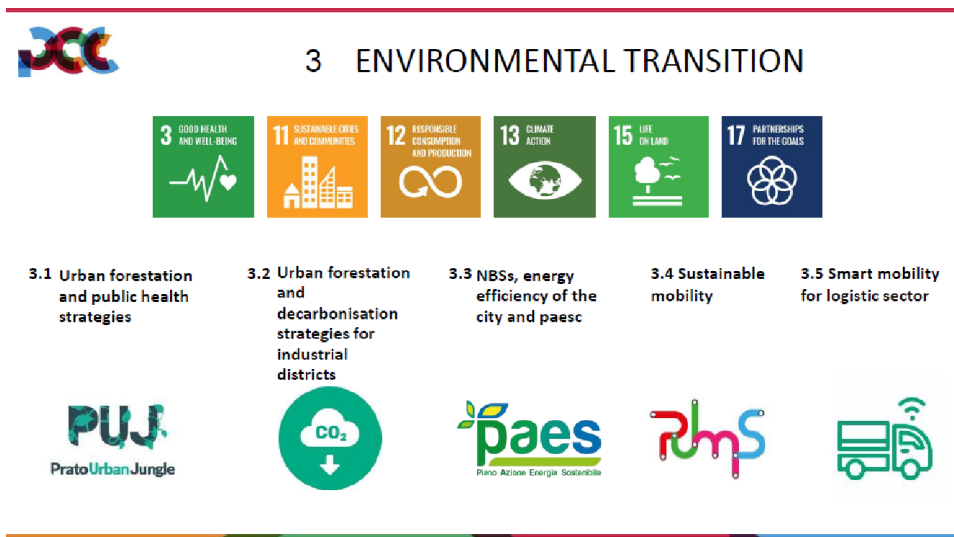 pcc
3 ENVIRONMENTAL TRANSITION
3 GOOD HEALTH
AND WELL-BEING
11 SUSTAINABLE CITIES
AND COMMUNITIES
12 RESPONSIBLE
CONSUMPTION
AND PRODUCTION
13 CLIMATE
ACTION
15 LIFE
ON LAND
17 PARTNERSHIPS
FOR THE GOALS
3.1 Urban forestation
and public health
strategies
3.2 Urban forestation
and
decarbonisation
strategies for
industrial
districts
3.3 NBSs, energy
efficiency of the
city and paesc
3.4 Sustainable
mobility
3.5 Smart mobility
for logistic sector
PUJ
PratoUrbanJungle
CO₂
paes
Piano Azione Energia Sostenibile
PUmS